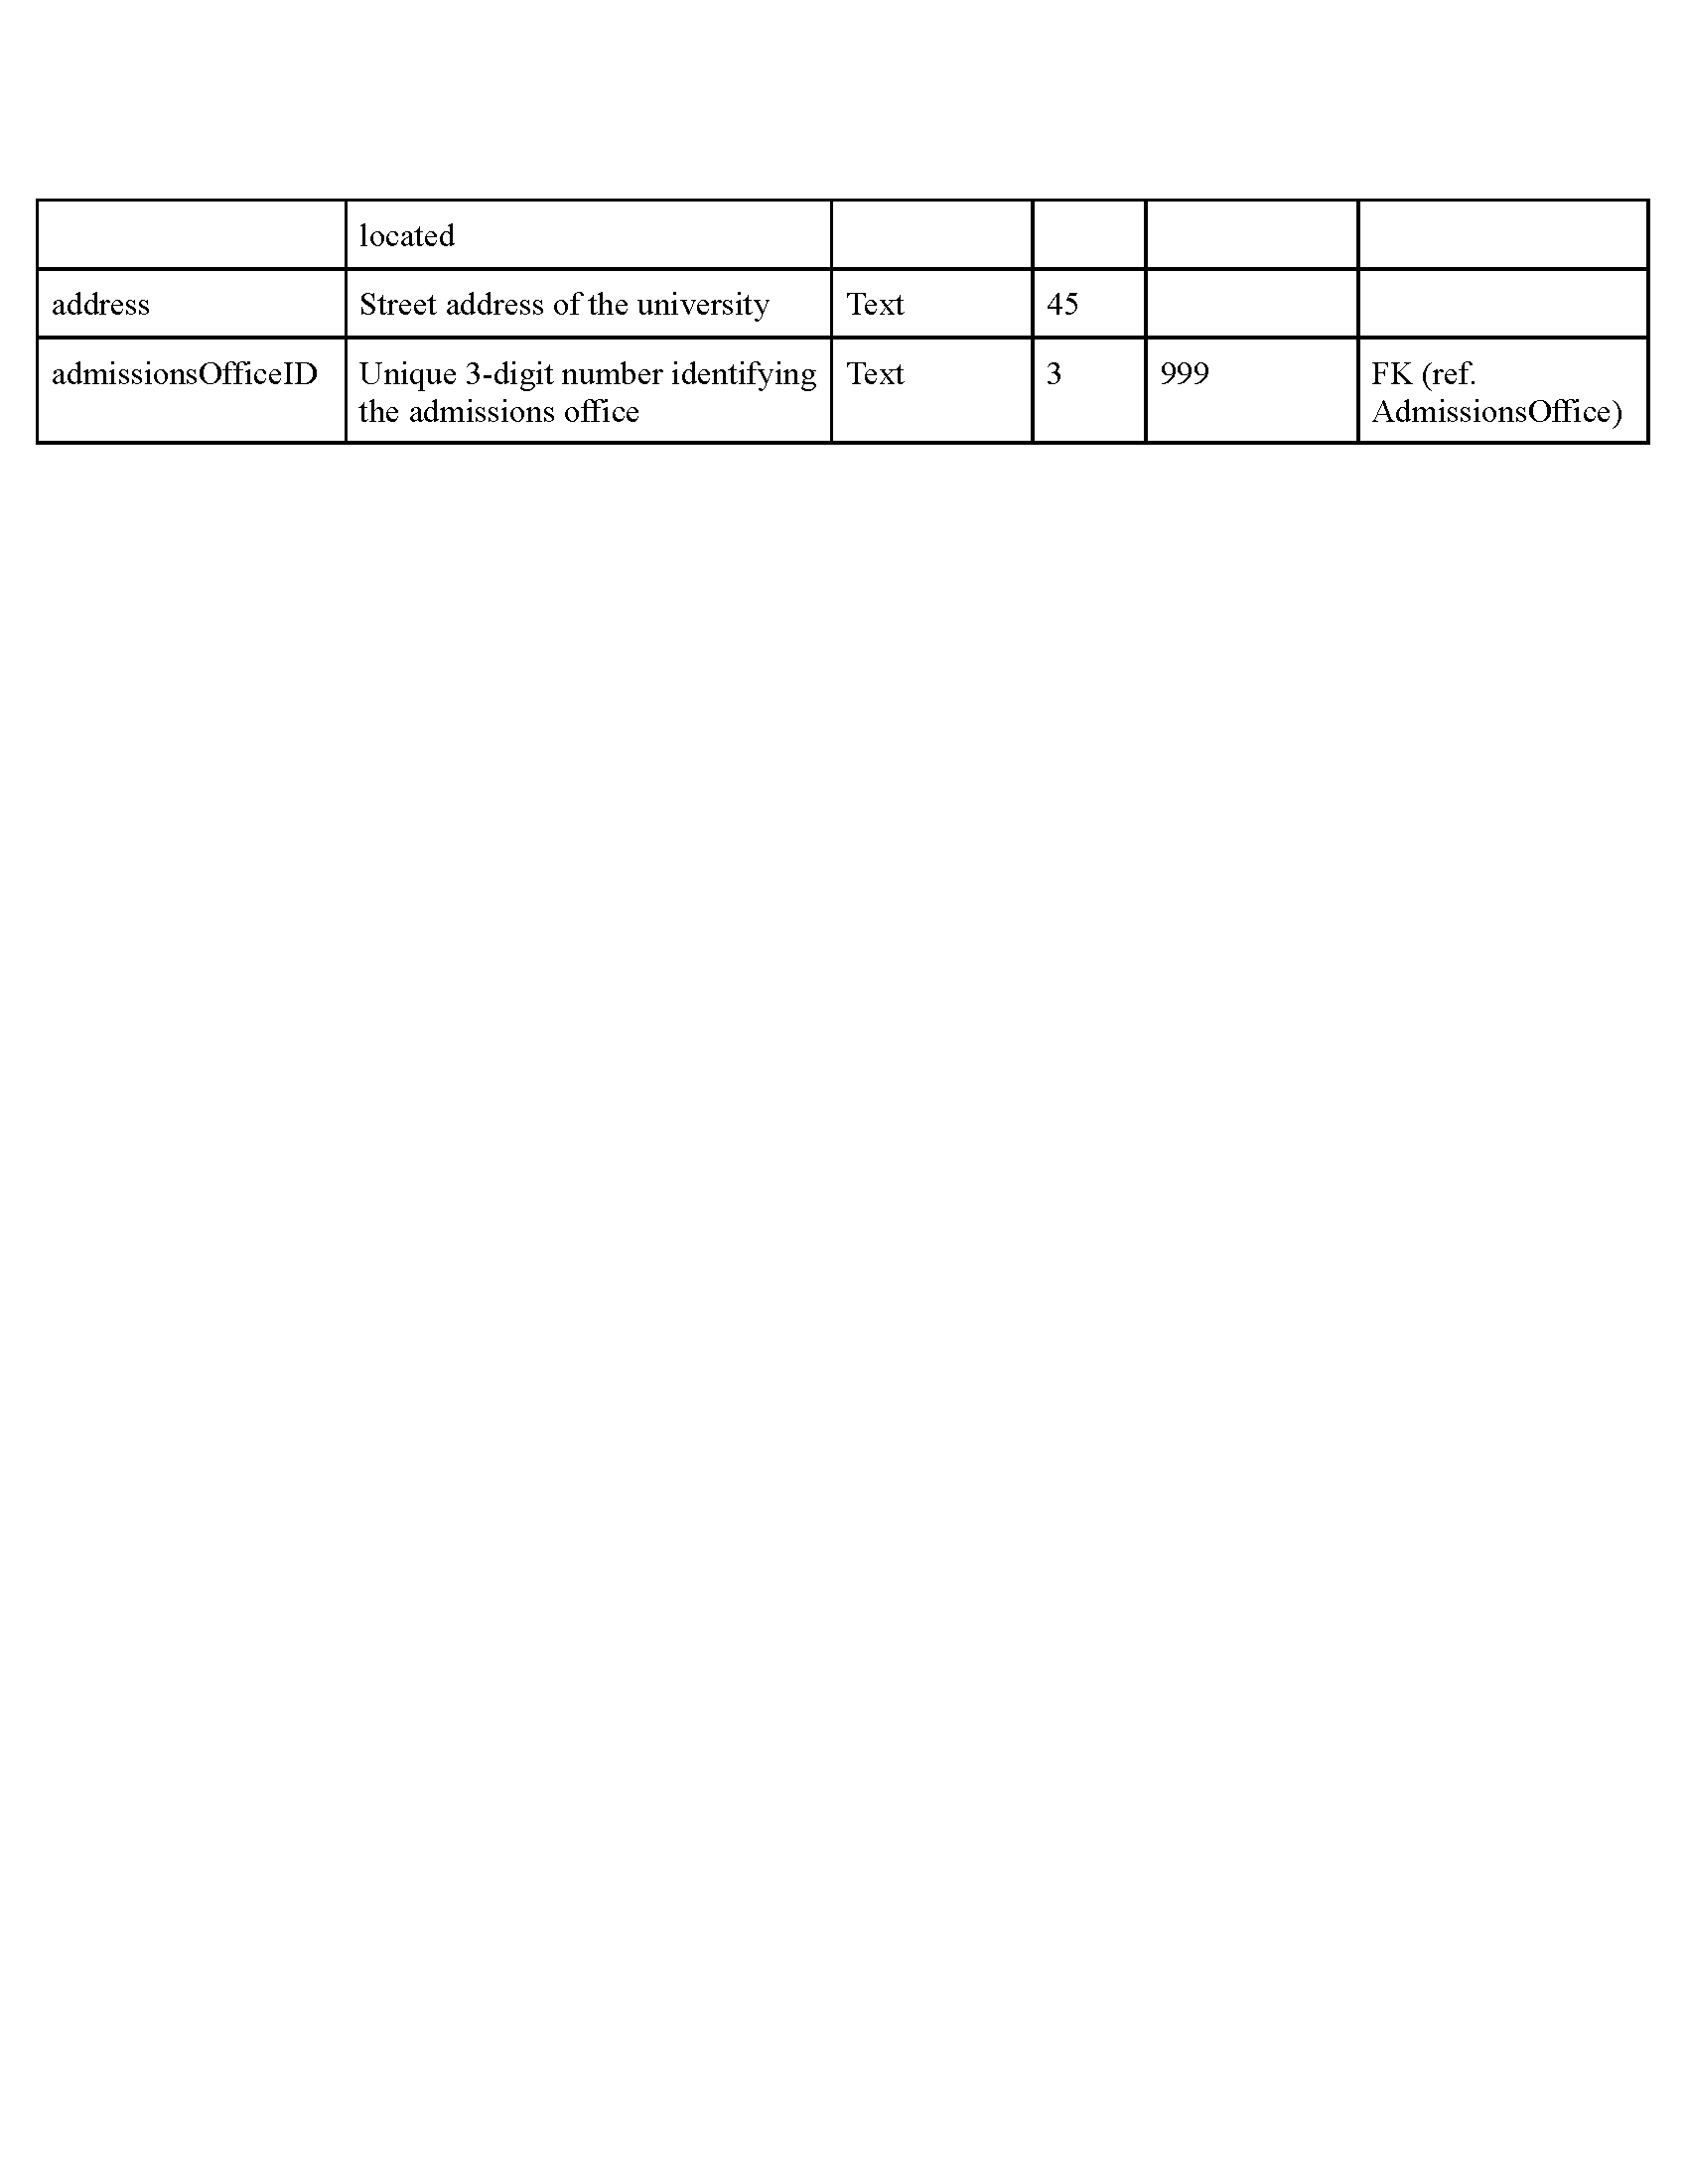 located
address Street address of the university Text 45
admissionsOfficeID Unique 3-digit number identifying Text 3 999 FK (ref.
the admissions office AdmissionsOffice)